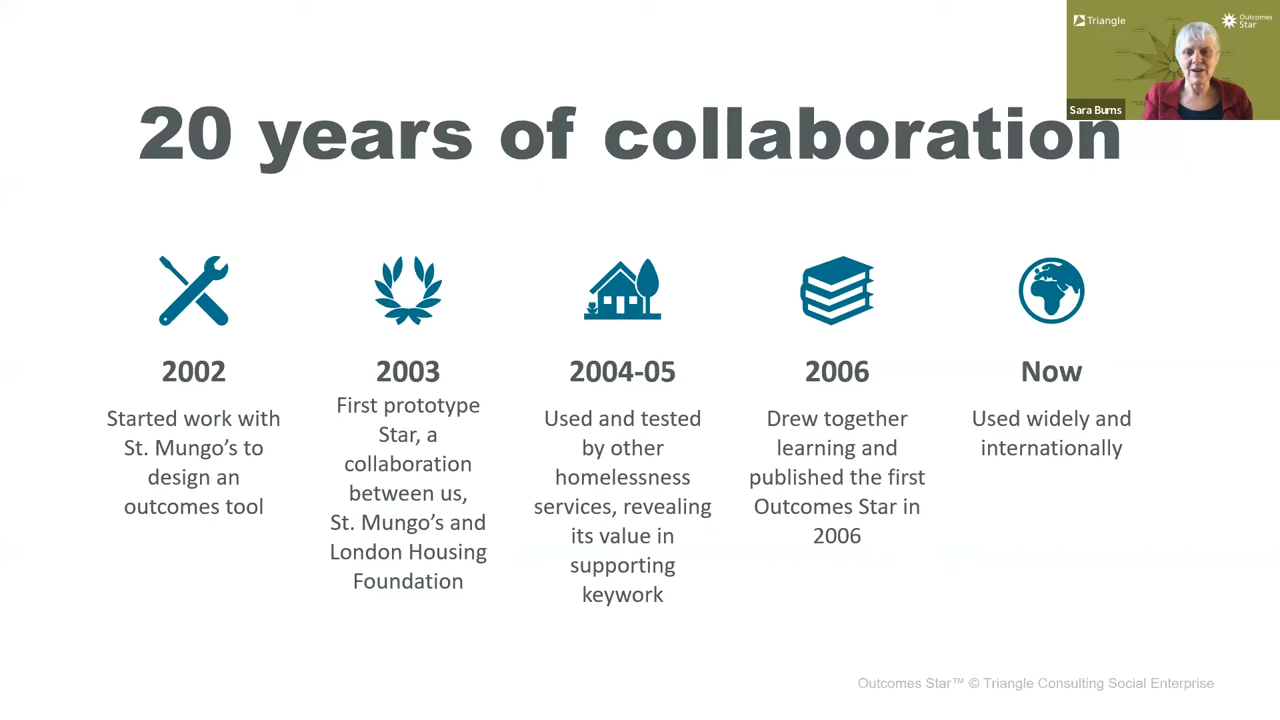 Triangle
Outcomes
Star
Sara Burns
20 years of collaboration
2002
Started work with
St. Mungo's to
design an
outcomes tool
2003
First prototype
Star, a
collaboration
between us,
St. Mungo's and
London Housing
Foundation
2004-05
Used and tested
by other
homelessness
services, revealing
its value in
supporting
keywork
2006
Drew together
learning and
published the first
Outcomes Star in
2006
Now
Used widely and
internationally
Outcomes Star™ © Triangle Consulting Social Enterprise